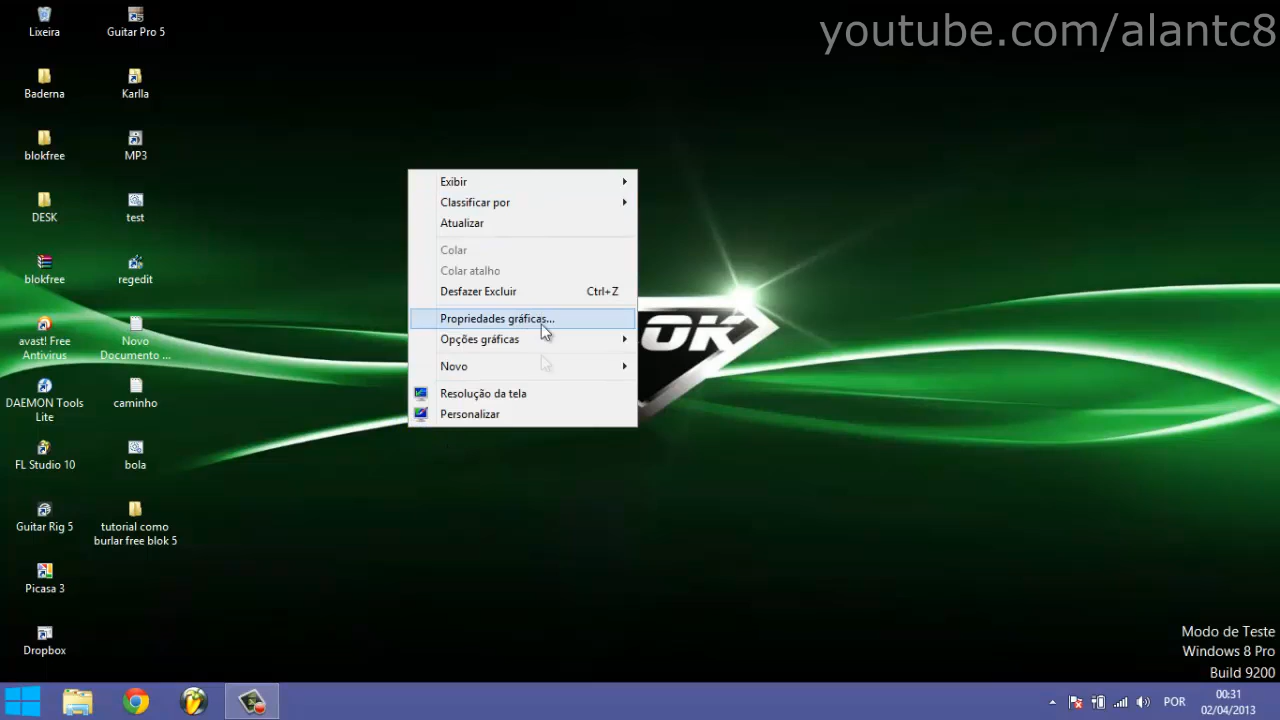 youtube.com/alantc8
Lixeira
Guitar Pro 5
Baderna
Karlla
blokfree
MP3
DESK
test
blokfree
regedit
avast! Free
Antivirus
Novo
Documento ...
DAEMON Tools
Lite
caminho
FL Studio 10
bola
Guitar Rig 5
tutorial como
burlar free blok 5
Picasa 3
Dropbox
Exibir
Classificar por
Atualizar
Colar
Colar atalho
Desfazer Excluir Ctrl+Z
Propriedades gráficas...
Opções gráficas
Novo
Resolução da tela
Personalizar
OK
Modo de Teste
Windows 8 Pro
Build 9200
POR
00:31
02/04/2013